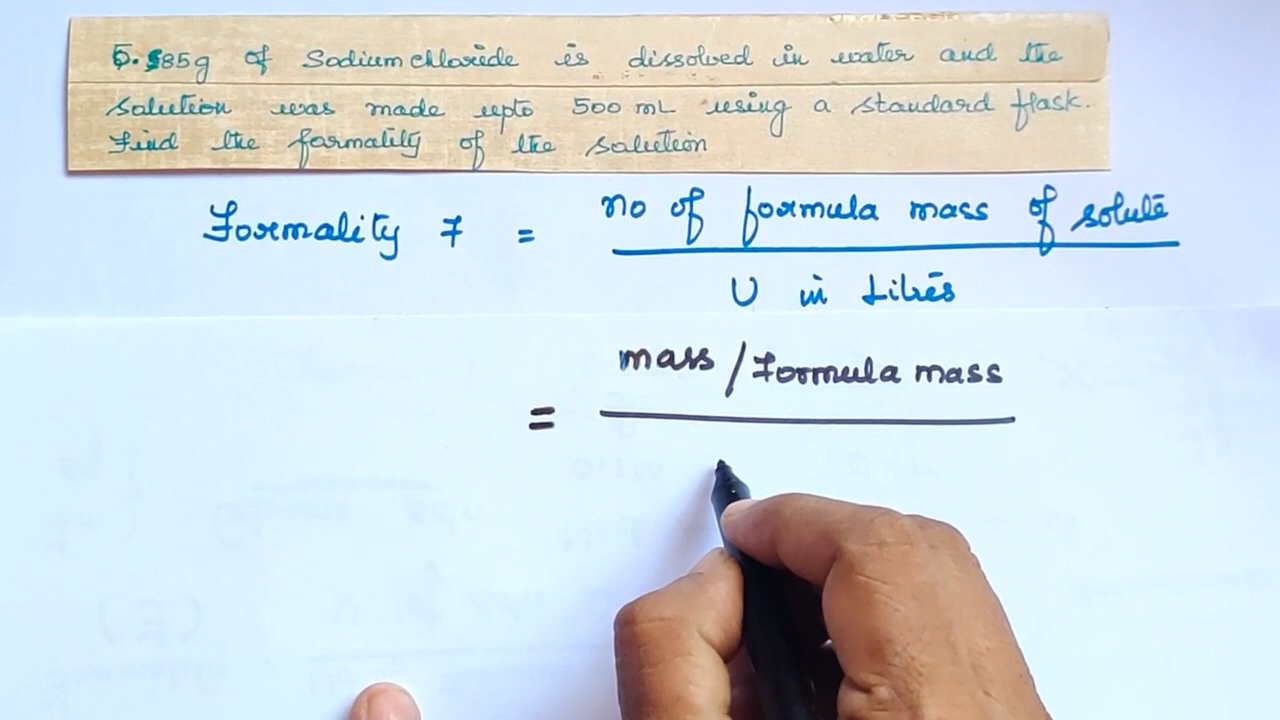 5.85g of Sodium chloride is dissolved in water and the
solution was made upto 500 mL using a standard flask.
Find the formality of the solution
Formality F = no of formula mass of solute
V in Litres
= mass / Formula mass